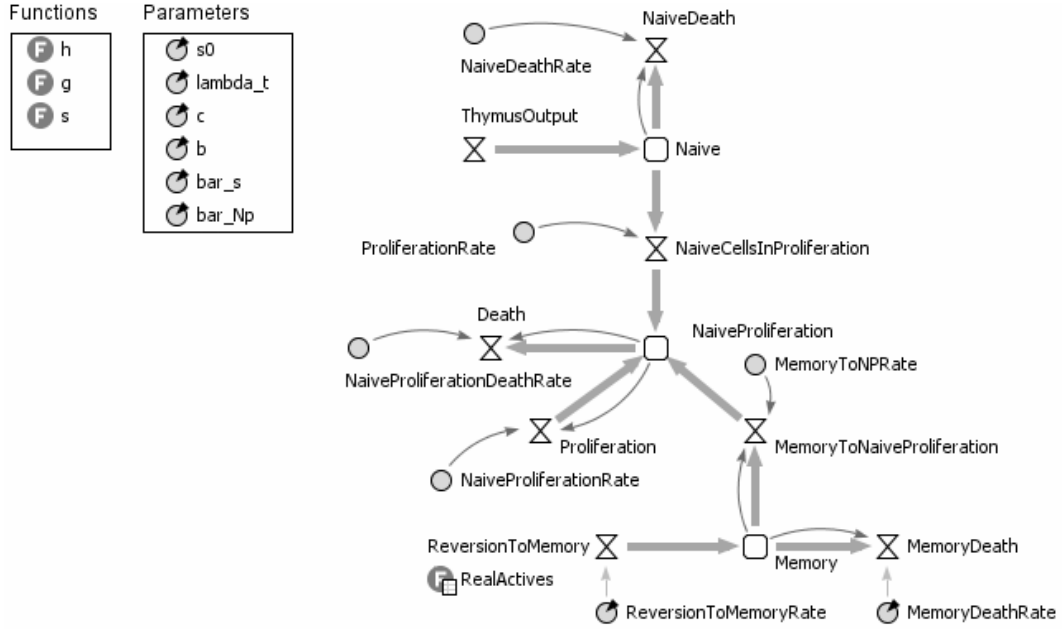 Functions
Parameters
F h
F g
F s
s0
lambda_t
c
b
bar_s
bar_Np
NaiveDeath
NaiveDeathRate
ThymusOutput
Naive
ProliferationRate
NaiveCellsInProliferation
Death
NaiveProliferation
MemoryToNPRate
NaiveProliferationDeathRate
Proliferation
MemoryToNaiveProliferation
NaiveProliferationRate
ReversionToMemory
Memory
MemoryDeath
F RealActives
ReversionToMemoryRate
MemoryDeathRate